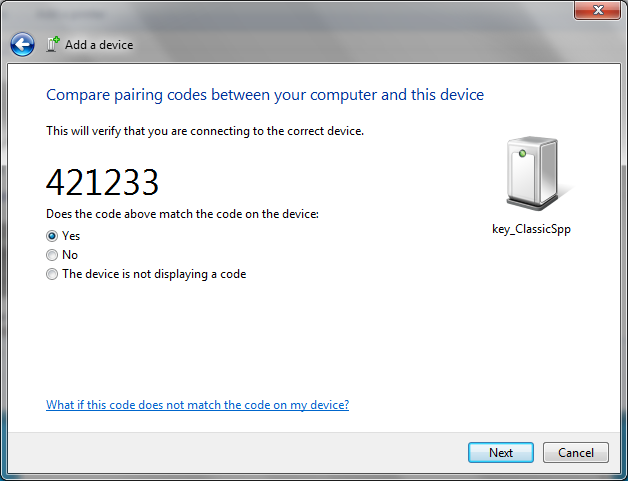 Add a device
Compare pairing codes between your computer and this device
This will verify that you are connecting to the correct device.
421233
Does the code above match the code on the device:
Yes
No
The device is not displaying a code
key_ClassicSpp
What if this code does not match the code on my device?
Next
Cancel